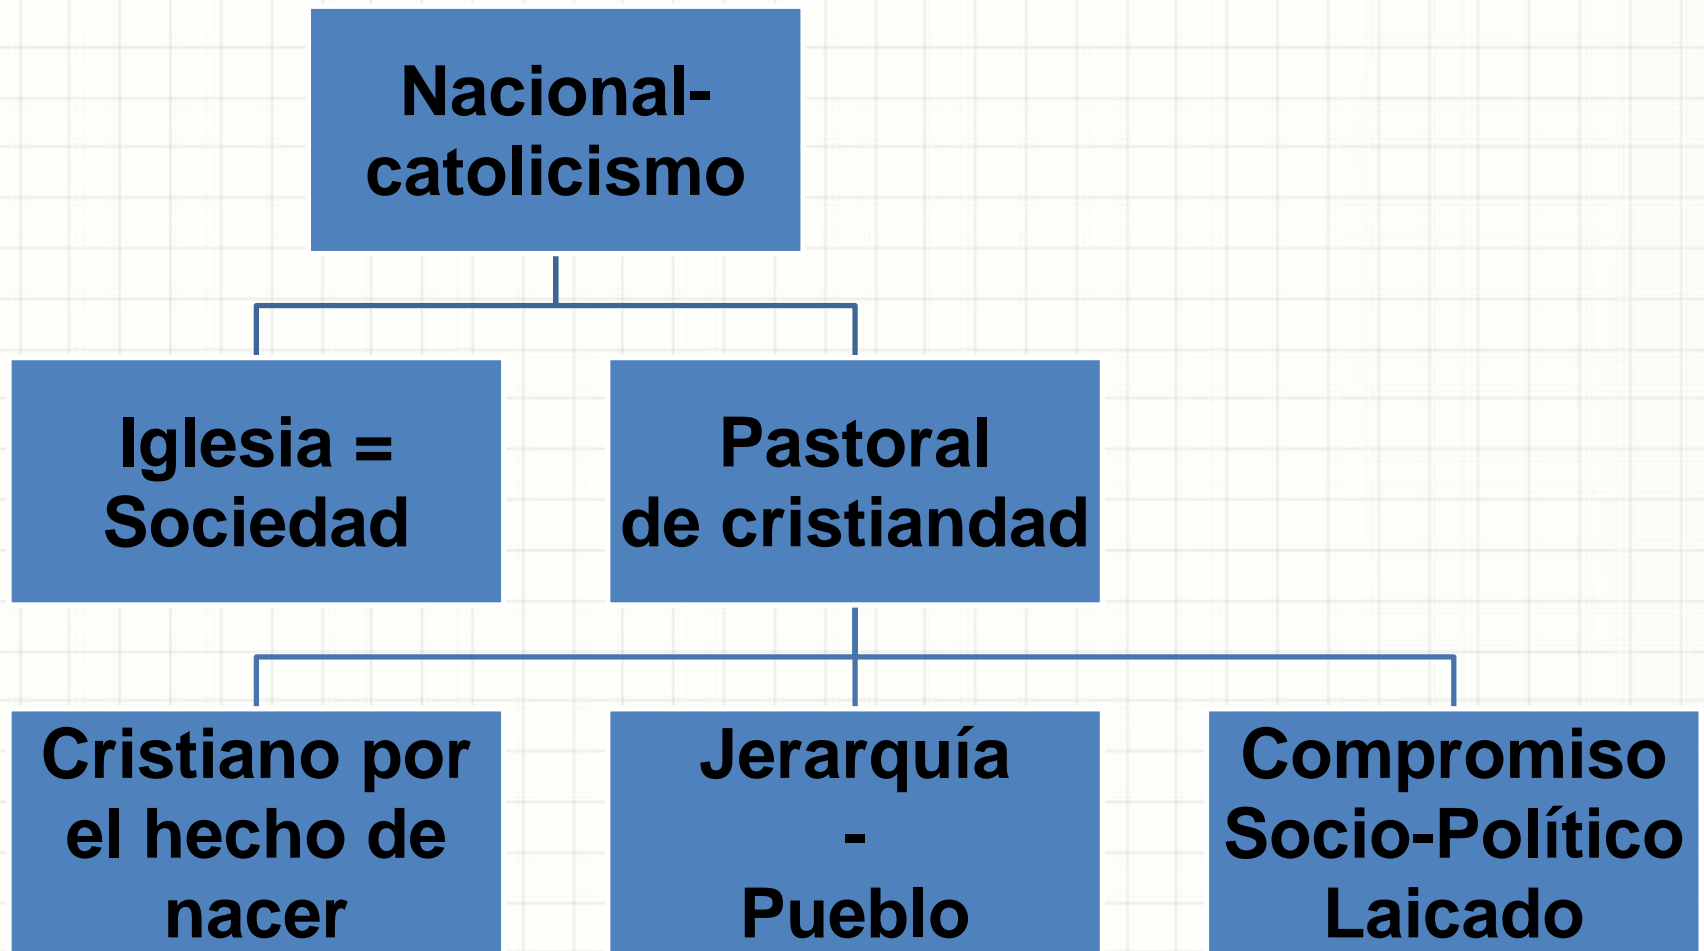 Nacional-
catolicismo
Iglesia =
Sociedad
Pastoral
de cristiandad
Cristiano por
el hecho de
nacer
Jerarquía
-
Pueblo
Compromiso
Socio-Político
Laicado